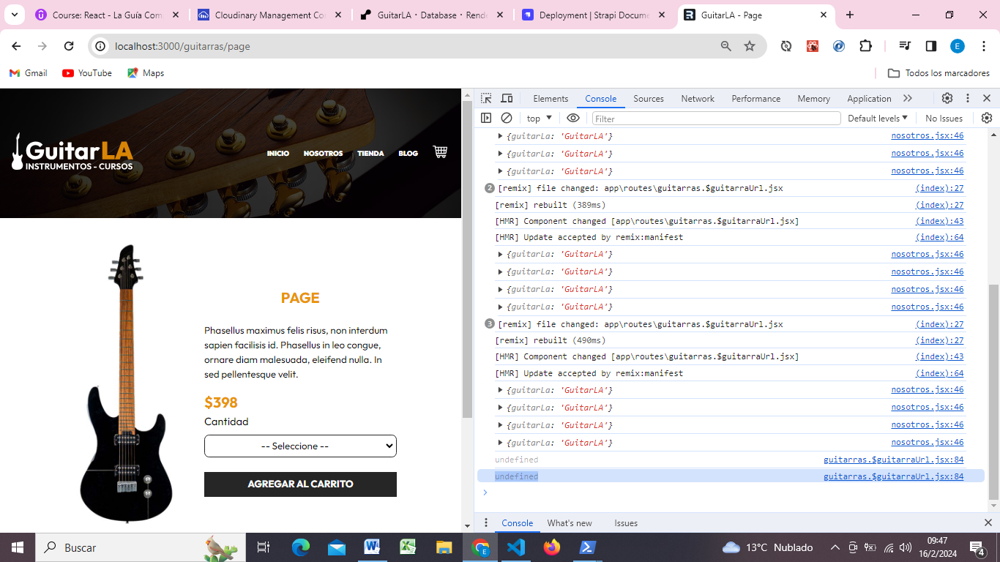 Course: React - La Guía Com
Cloudinary Management Co
GuitarLA · Database · Rende
Deployment | Strapi Docume
GuitarLA - Page
localhost:3000/guitarras/page
E
Gmail
YouTube
Maps
Todos los marcadores
GuitarLA
INSTRUMENTOS - CURSOS
INICIO
NOSOTROS
TIENDA
BLOG
PAGE
Phasellus maximus felis risus, non interdum
sapien facilisis id. Phasellus in leo congue,
ornare diam malesuada, eleifend nulla. In
sed pellentesque velit.
$398
Cantidad
-- Seleccione --
AGREGAR AL CARRITO
Elements
Console
Sources
Network
Performance
Memory
Application
top
Filter
Default levels
No Issues
{guitarLa: 'GuitarLA'} nosotros.jsx:46
{guitarLa: 'GuitarLA'} nosotros.jsx:46
{guitarLa: 'GuitarLA'} nosotros.jsx:46
2 [remix] file changed: app\routes\guitarras.$guitarraUrl.jsx (index):27
[remix] rebuilt (389ms) (index):27
[HMR] Component changed [app\routes\guitarras.$guitarraUrl.jsx] (index):43
[HMR] Update accepted by remix:manifest (index):64
{guitarLa: 'GuitarLA'} nosotros.jsx:46
{guitarLa: 'GuitarLA'} nosotros.jsx:46
{guitarLa: 'GuitarLA'} nosotros.jsx:46
{guitarLa: 'GuitarLA'} nosotros.jsx:46
3 [remix] file changed: app\routes\guitarras.$guitarraUrl.jsx (index):27
[remix] rebuilt (490ms) (index):27
[HMR] Component changed [app\routes\guitarras.$guitarraUrl.jsx] (index):43
[HMR] Update accepted by remix:manifest (index):64
{guitarLa: 'GuitarLA'} nosotros.jsx:46
{guitarLa: 'GuitarLA'} nosotros.jsx:46
{guitarLa: 'GuitarLA'} nosotros.jsx:46
{guitarLa: 'GuitarLA'} nosotros.jsx:46
undefined guitarras.$guitarraUrl.jsx:84
undefined guitarras.$guitarraUrl.jsx:84
Console
What's new
Issues
Buscar
13°C Nublado
09:47
16/2/2024
4